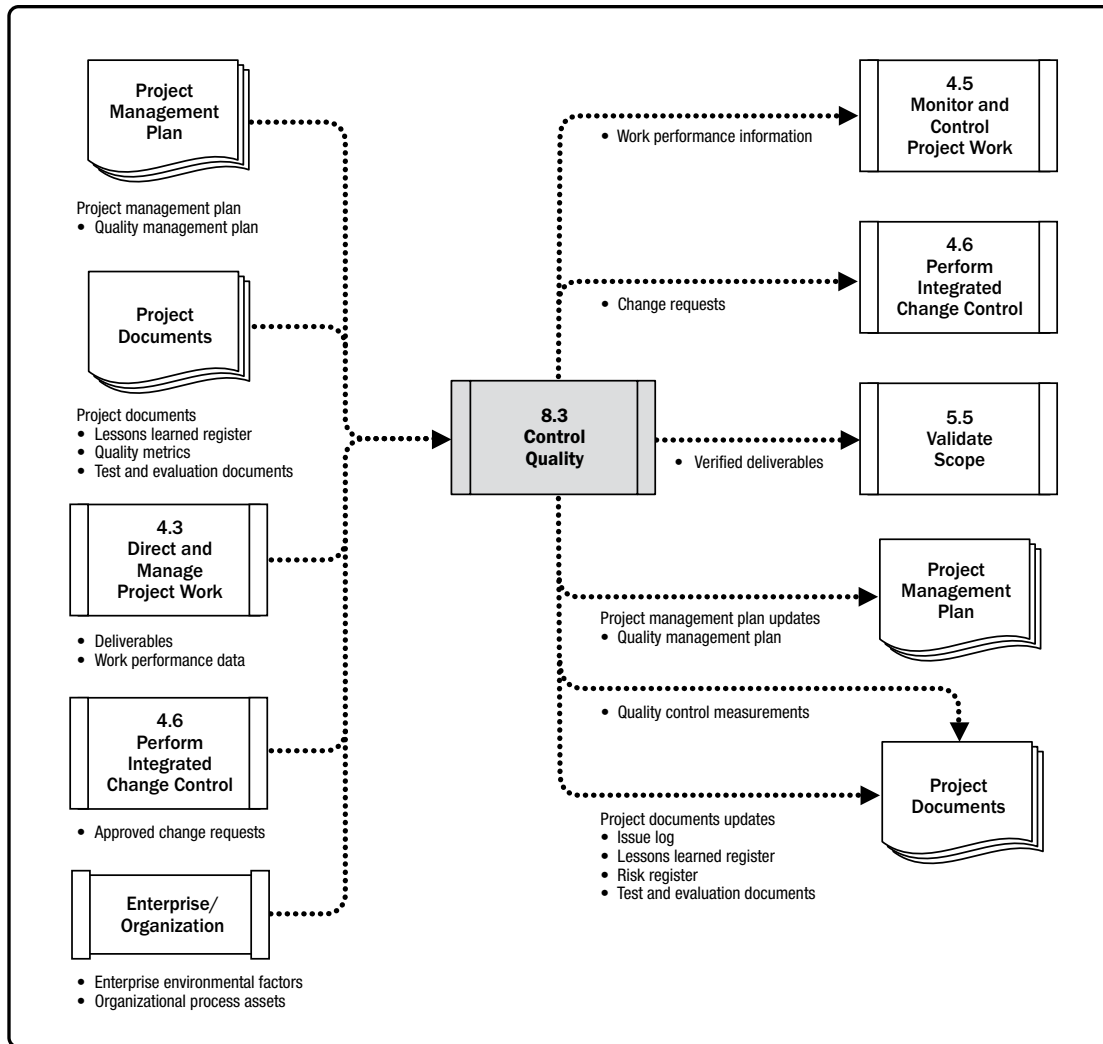 Project
Management
Plan
Project management plan
• Quality management plan
Project
Documents
Project documents
• Lessons learned register
• Quality metrics
• Test and evaluation documents
4.3
Direct and
Manage
Project Work
• Deliverables
• Work performance data
4.6
Perform
Integrated
Change Control
• Approved change requests
Enterprise/
Organization
• Enterprise environmental factors
• Organizational process assets
8.3
Control
Quality
• Work performance information
4.5
Monitor and
Control
Project Work
• Change requests
4.6
Perform
Integrated
Change Control
• Verified deliverables
5.5
Validate
Scope
Project management plan updates
• Quality management plan
Project
Management
Plan
• Quality control measurements
Project documents updates
• Issue log
• Lessons learned register
• Risk register
• Test and evaluation documents
Project
Documents